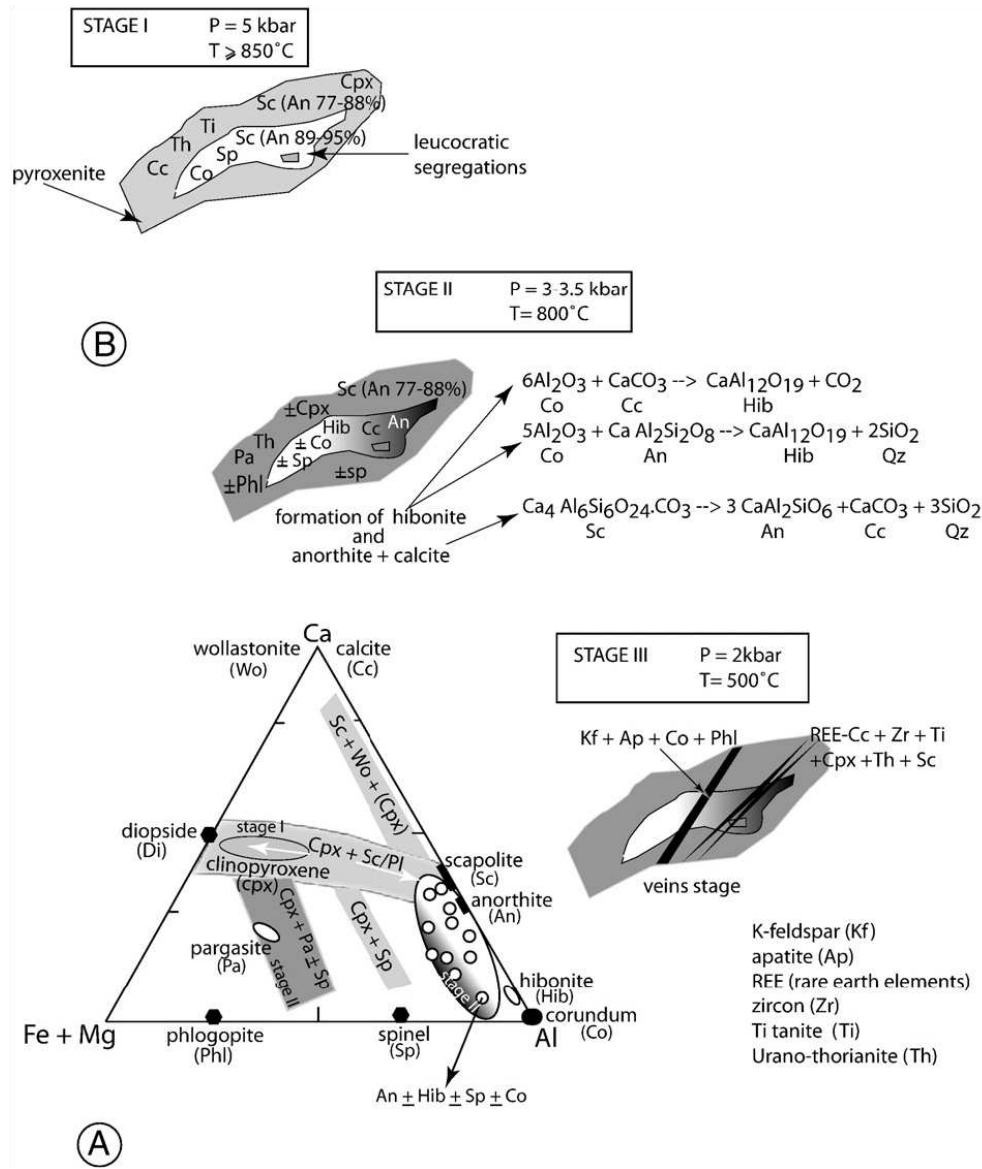 STAGE I P = 5 kbar
T ⩾ 850˚C
Cpx
Sc (An 77-88%)
Ti
Th
Sc (An 89-95%)
Sp
Cc
Co
leucocratic
segregations
pyroxenite
STAGE II P = 3-3.5 kbar
T= 800˚C
B
Sc (An 77-88%)
±Cpx
An
Hib Cc
Th
± Co
Pa
± Sp
±Phl
±sp
6Al2O3 + CaCO3 --> CaAl12O19 + CO2
Co Cc Hib
5Al2O3 + Ca Al2Si2O8 --> CaAl12O19 + 2SiO2
Co An Hib Qz
formation of hibonite
and
anorthite + calcite
Ca4 Al6Si6O24.CO3 --> 3 CaAl2SiO6 +CaCO3 + 3SiO2
Sc An Cc Qz
Ca
wollastonite calcite
(Wo) (Cc)
Sc + Wo + (Cpx)
diopside
(Di)
stage I
Cpx + Sc/Pl
clinopyroxene
(cpx)
scapolite
(Sc)
anorthite
(An)
Cpx + Pa ± Sp
stage II
Cpx + Sp
pargasite
(Pa)
stage II
hibonite
(Hib)
corundum
(Co)
Fe + Mg
Al
phlogopite
(Phl)
spinel
(Sp)
An ± Hib ± Sp ± Co
A
STAGE III P = 2kbar
T= 500˚C
Kf + Ap + Co + Phl
REE-Cc + Zr + Ti
+Cpx +Th + Sc
veins stage
K-feldspar (Kf)
apatite (Ap)
REE (rare earth elements)
zircon (Zr)
Ti tanite (Ti)
Urano-thorianite (Th)